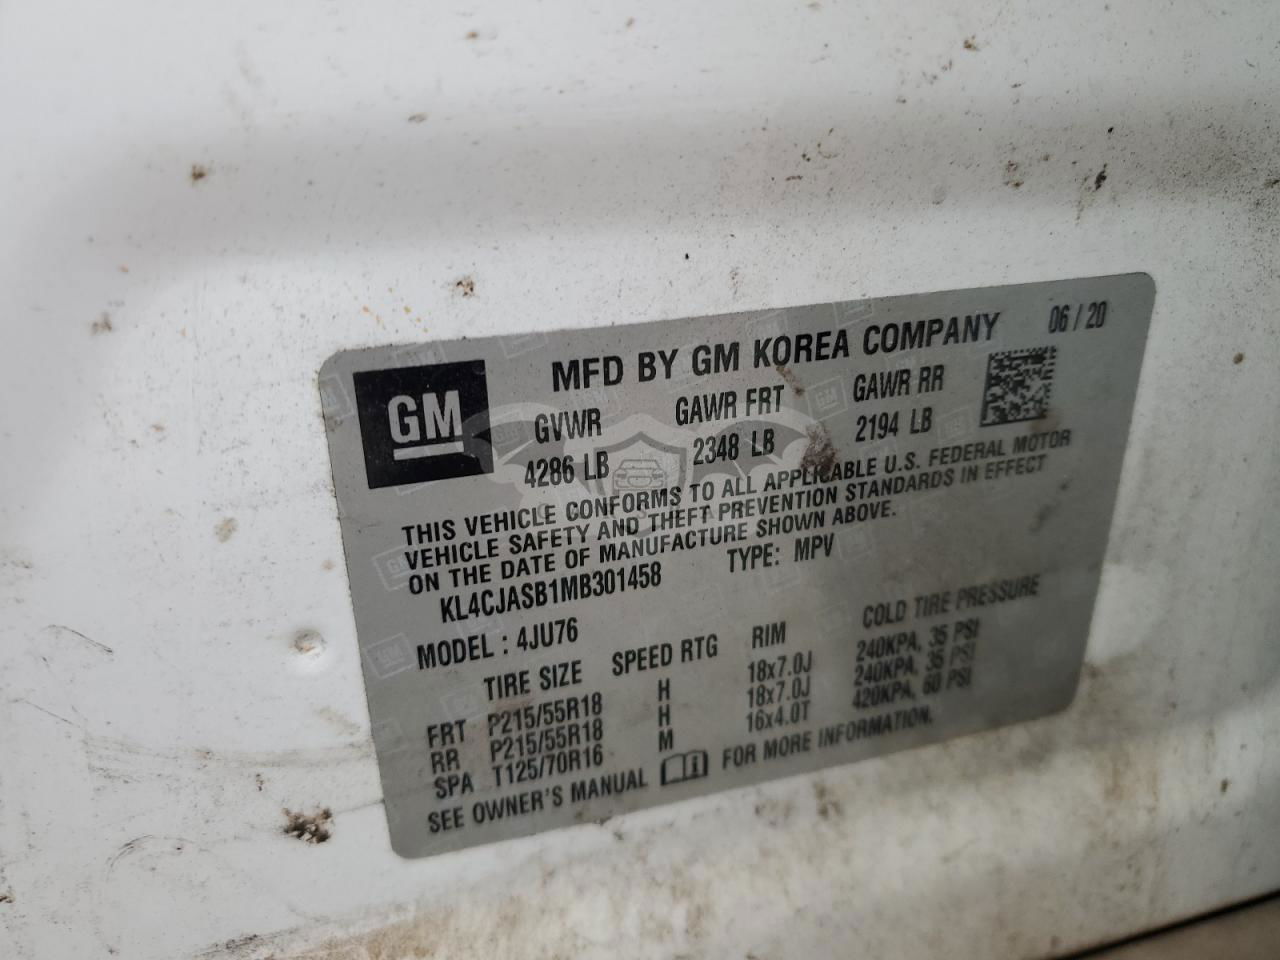 MFD BY GM KOREA COMPANY 06 / 20
GM
GVWR GAWR FRT GAWR RR
4286 LB 2348 LB 2194 LB
THIS VEHICLE CONFORMS TO ALL APPLICABLE U.S. FEDERAL MOTOR
VEHICLE SAFETY AND THEFT PREVENTION STANDARDS IN EFFECT
ON THE DATE OF MANUFACTURE SHOWN ABOVE.
KL4CJASB1MB301458 TYPE: MPV
MODEL : 4JU76
TIRE SIZE SPEED RTG RIM COLD TIRE PRESSURE
FRT P215/55R18 H 18x7.0J 240KPA, 35 PSI
RR P215/55R18 H 18x7.0J 240KPA, 35 PSI
SPA T125/70R16 M 16x4.0T 420KPA, 60 PSI
SEE OWNER'S MANUAL FOR MORE INFORMATION.